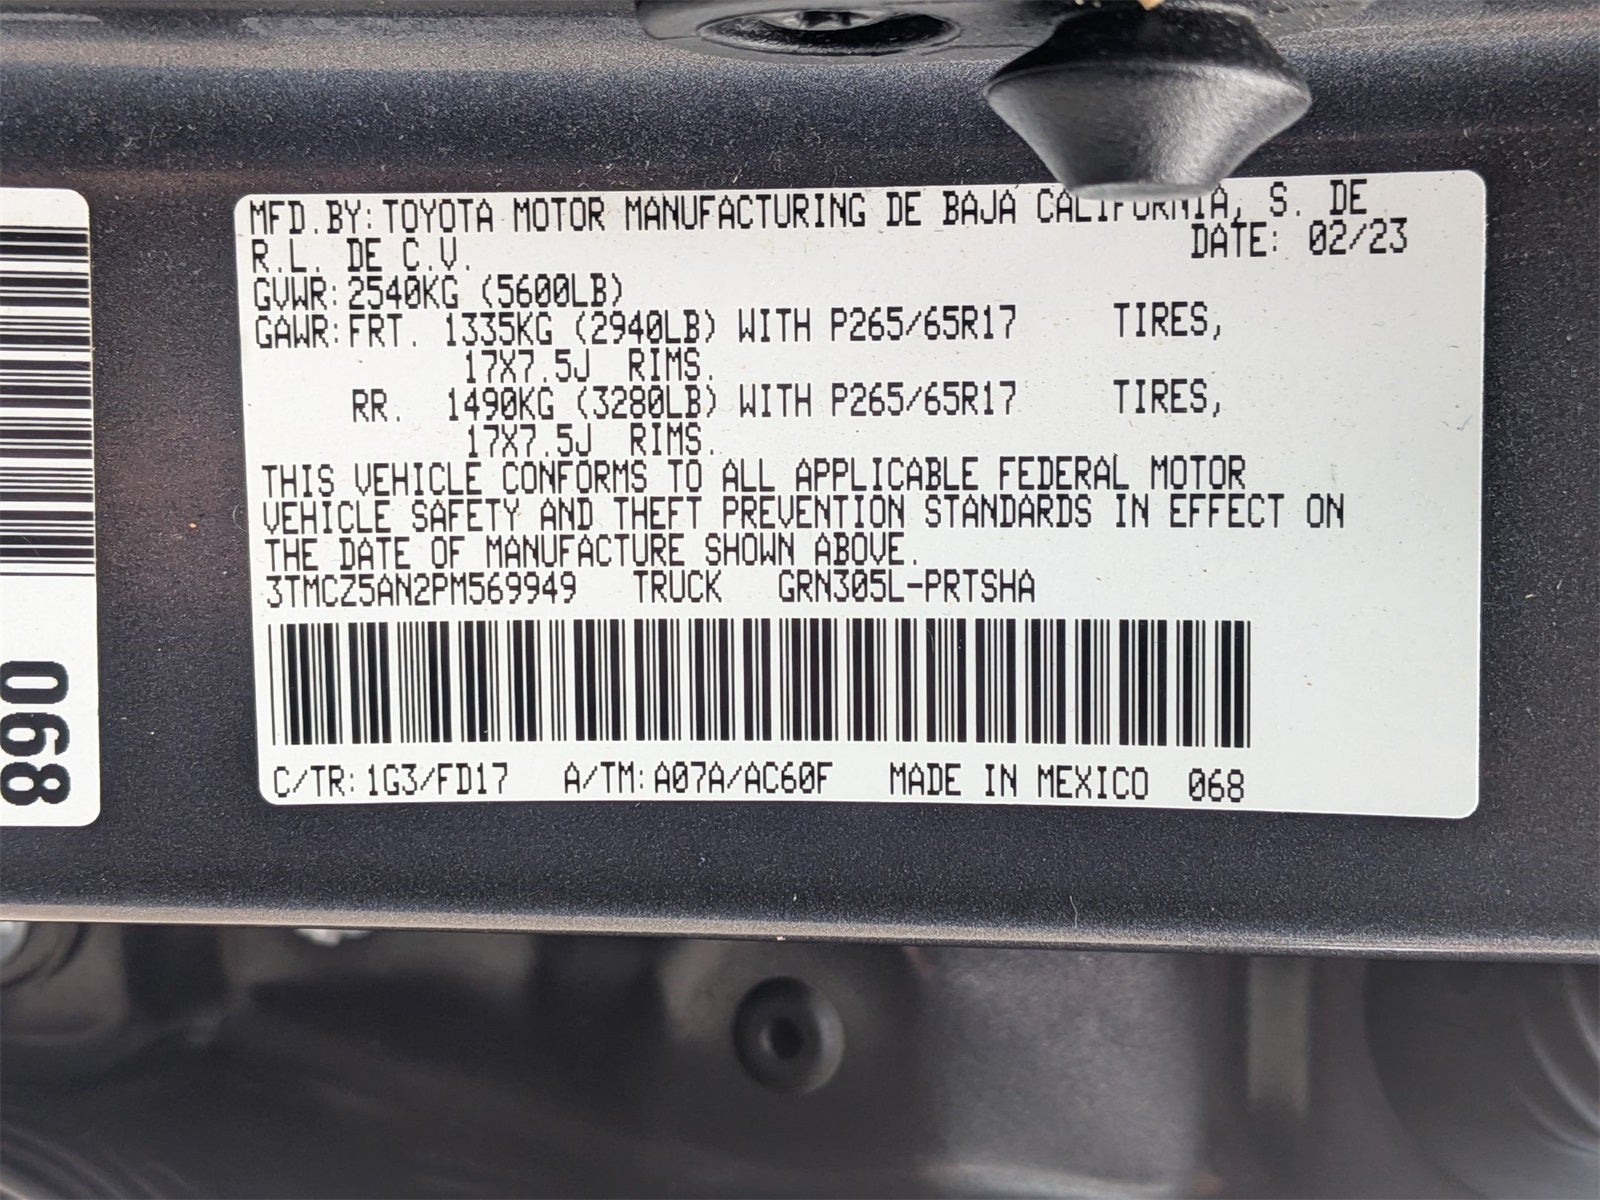 MFD.BY: TOYOTA MOTOR MANUFACTURING DE BAJA CALIFORNIA, S. DE
R.L. DE C.V. DATE: 02/23
GVWR: 2540KG (5600LB)
GAWR: FRT. 1335KG (2940LB) WITH P265/65R17 TIRES,
17X7.5J RIMS.
RR. 1490KG (3280LB) WITH P265/65R17 TIRES,
17X7.5J RIMS.
THIS VEHICLE CONFORMS TO ALL APPLICABLE FEDERAL MOTOR
VEHICLE SAFETY AND THEFT PREVENTION STANDARDS IN EFFECT ON
THE DATE OF MANUFACTURE SHOWN ABOVE.
3TMCZ5AN2PM569949 TRUCK GRN305L-PRTSHA
C/TR: 1G3/FD17 A/TM: A07A/AC60F MADE IN MEXICO 068
068